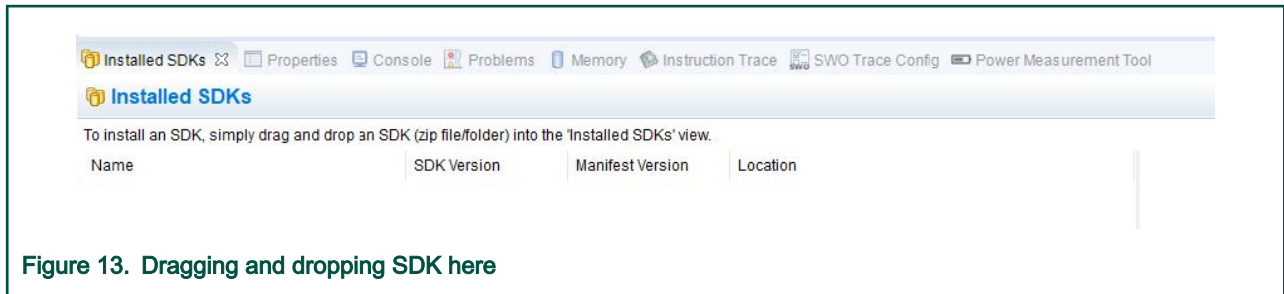 Installed SDKs Properties Console Problems Memory Instruction Trace SWO SWO Trace Config Power Measurement Tool
Installed SDKs
To install an SDK, simply drag and drop an SDK (zip file/folder) into the 'Installed SDKs' view.
Name SDK Version Manifest Version Location
Figure 13. Dragging and dropping SDK here